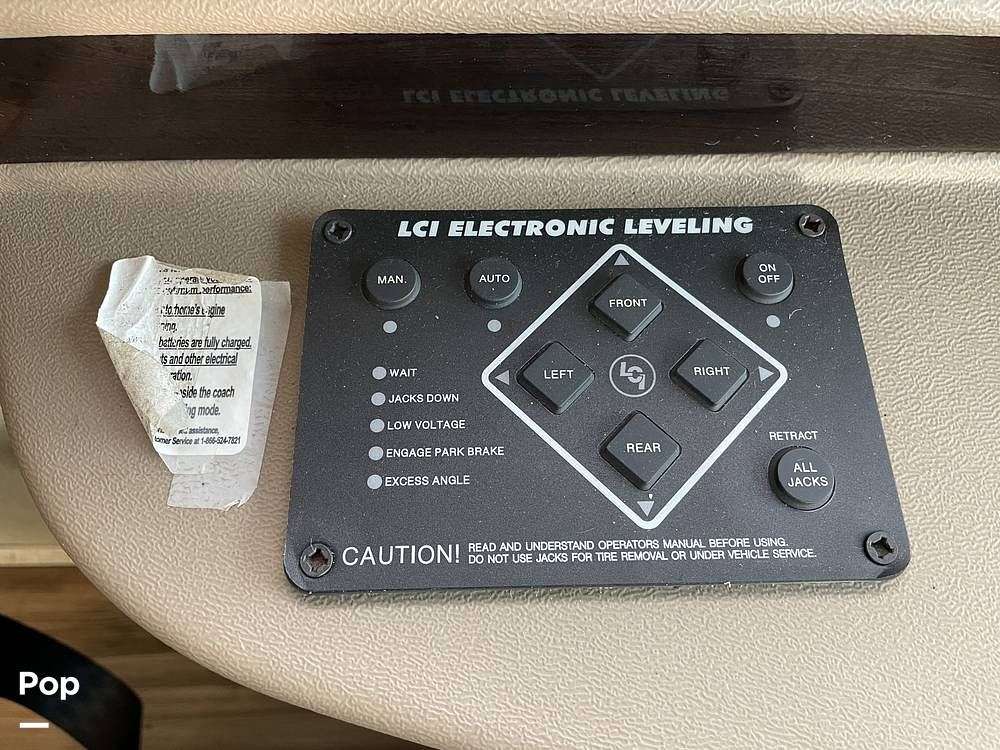 LCI ELECTRONIC LEVELING
LCI ELECTRONIC LEVELING
MAN.
AUTO
ON
OFF
FRONT
LEFT
LCI
RIGHT
REAR
WAIT
JACKS DOWN
LOW VOLTAGE
ENGAGE PARK BRAKE
EXCESS ANGLE
RETRACT
ALL
JACKS
CAUTION!
READ AND UNDERSTAND OPERATORS MANUAL BEFORE USING.
DO NOT USE JACKS FOR TIRE REMOVAL OR UNDER VEHICLE SERVICE.
performance:
home's engine
batteries are fully charged.
and other electrical
the coach
mode.
assistance,
Service at 1-866-524-7821
Pop